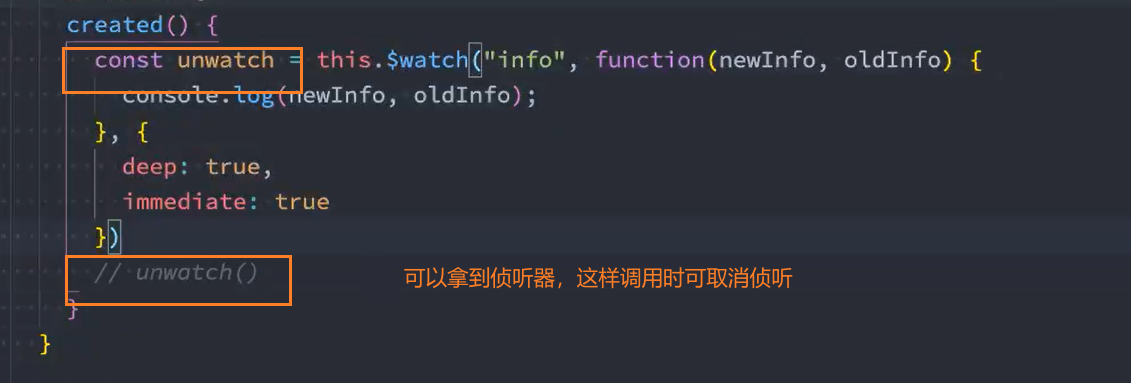 created() {
const unwatch = this.$watch("info", function(newInfo, oldInfo) {
console.log(newInfo, oldInfo);
}, {
deep: true,
immediate: true
})
// unwatch()
可以拿到侦听器，这样调用时可取消侦听
}
}